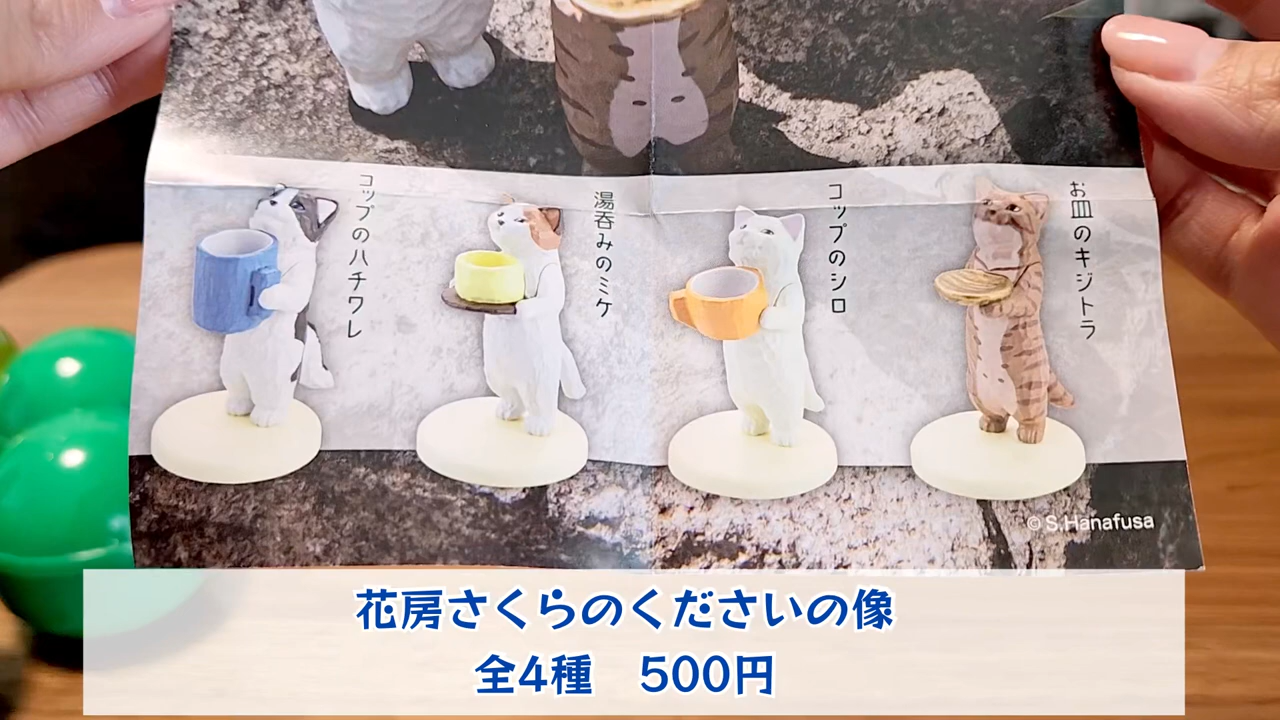 コップのハチワレ
湯呑みのミケ
コップのシロ
お皿のキジトラ
© S.Hanafusa
花房さくらのくださいの像
全4種 500円